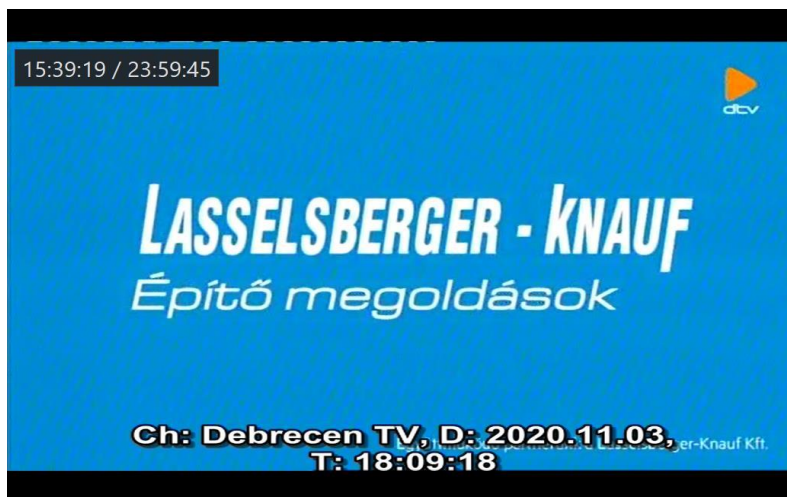 15:39:19 / 23:59:45
dtv
LASSELSBERGER - KNAUF
Építő megoldások
er-Knauf Kft.
Ch: Debrecen TV, D: 2020.11.03,
T: 18:09:18